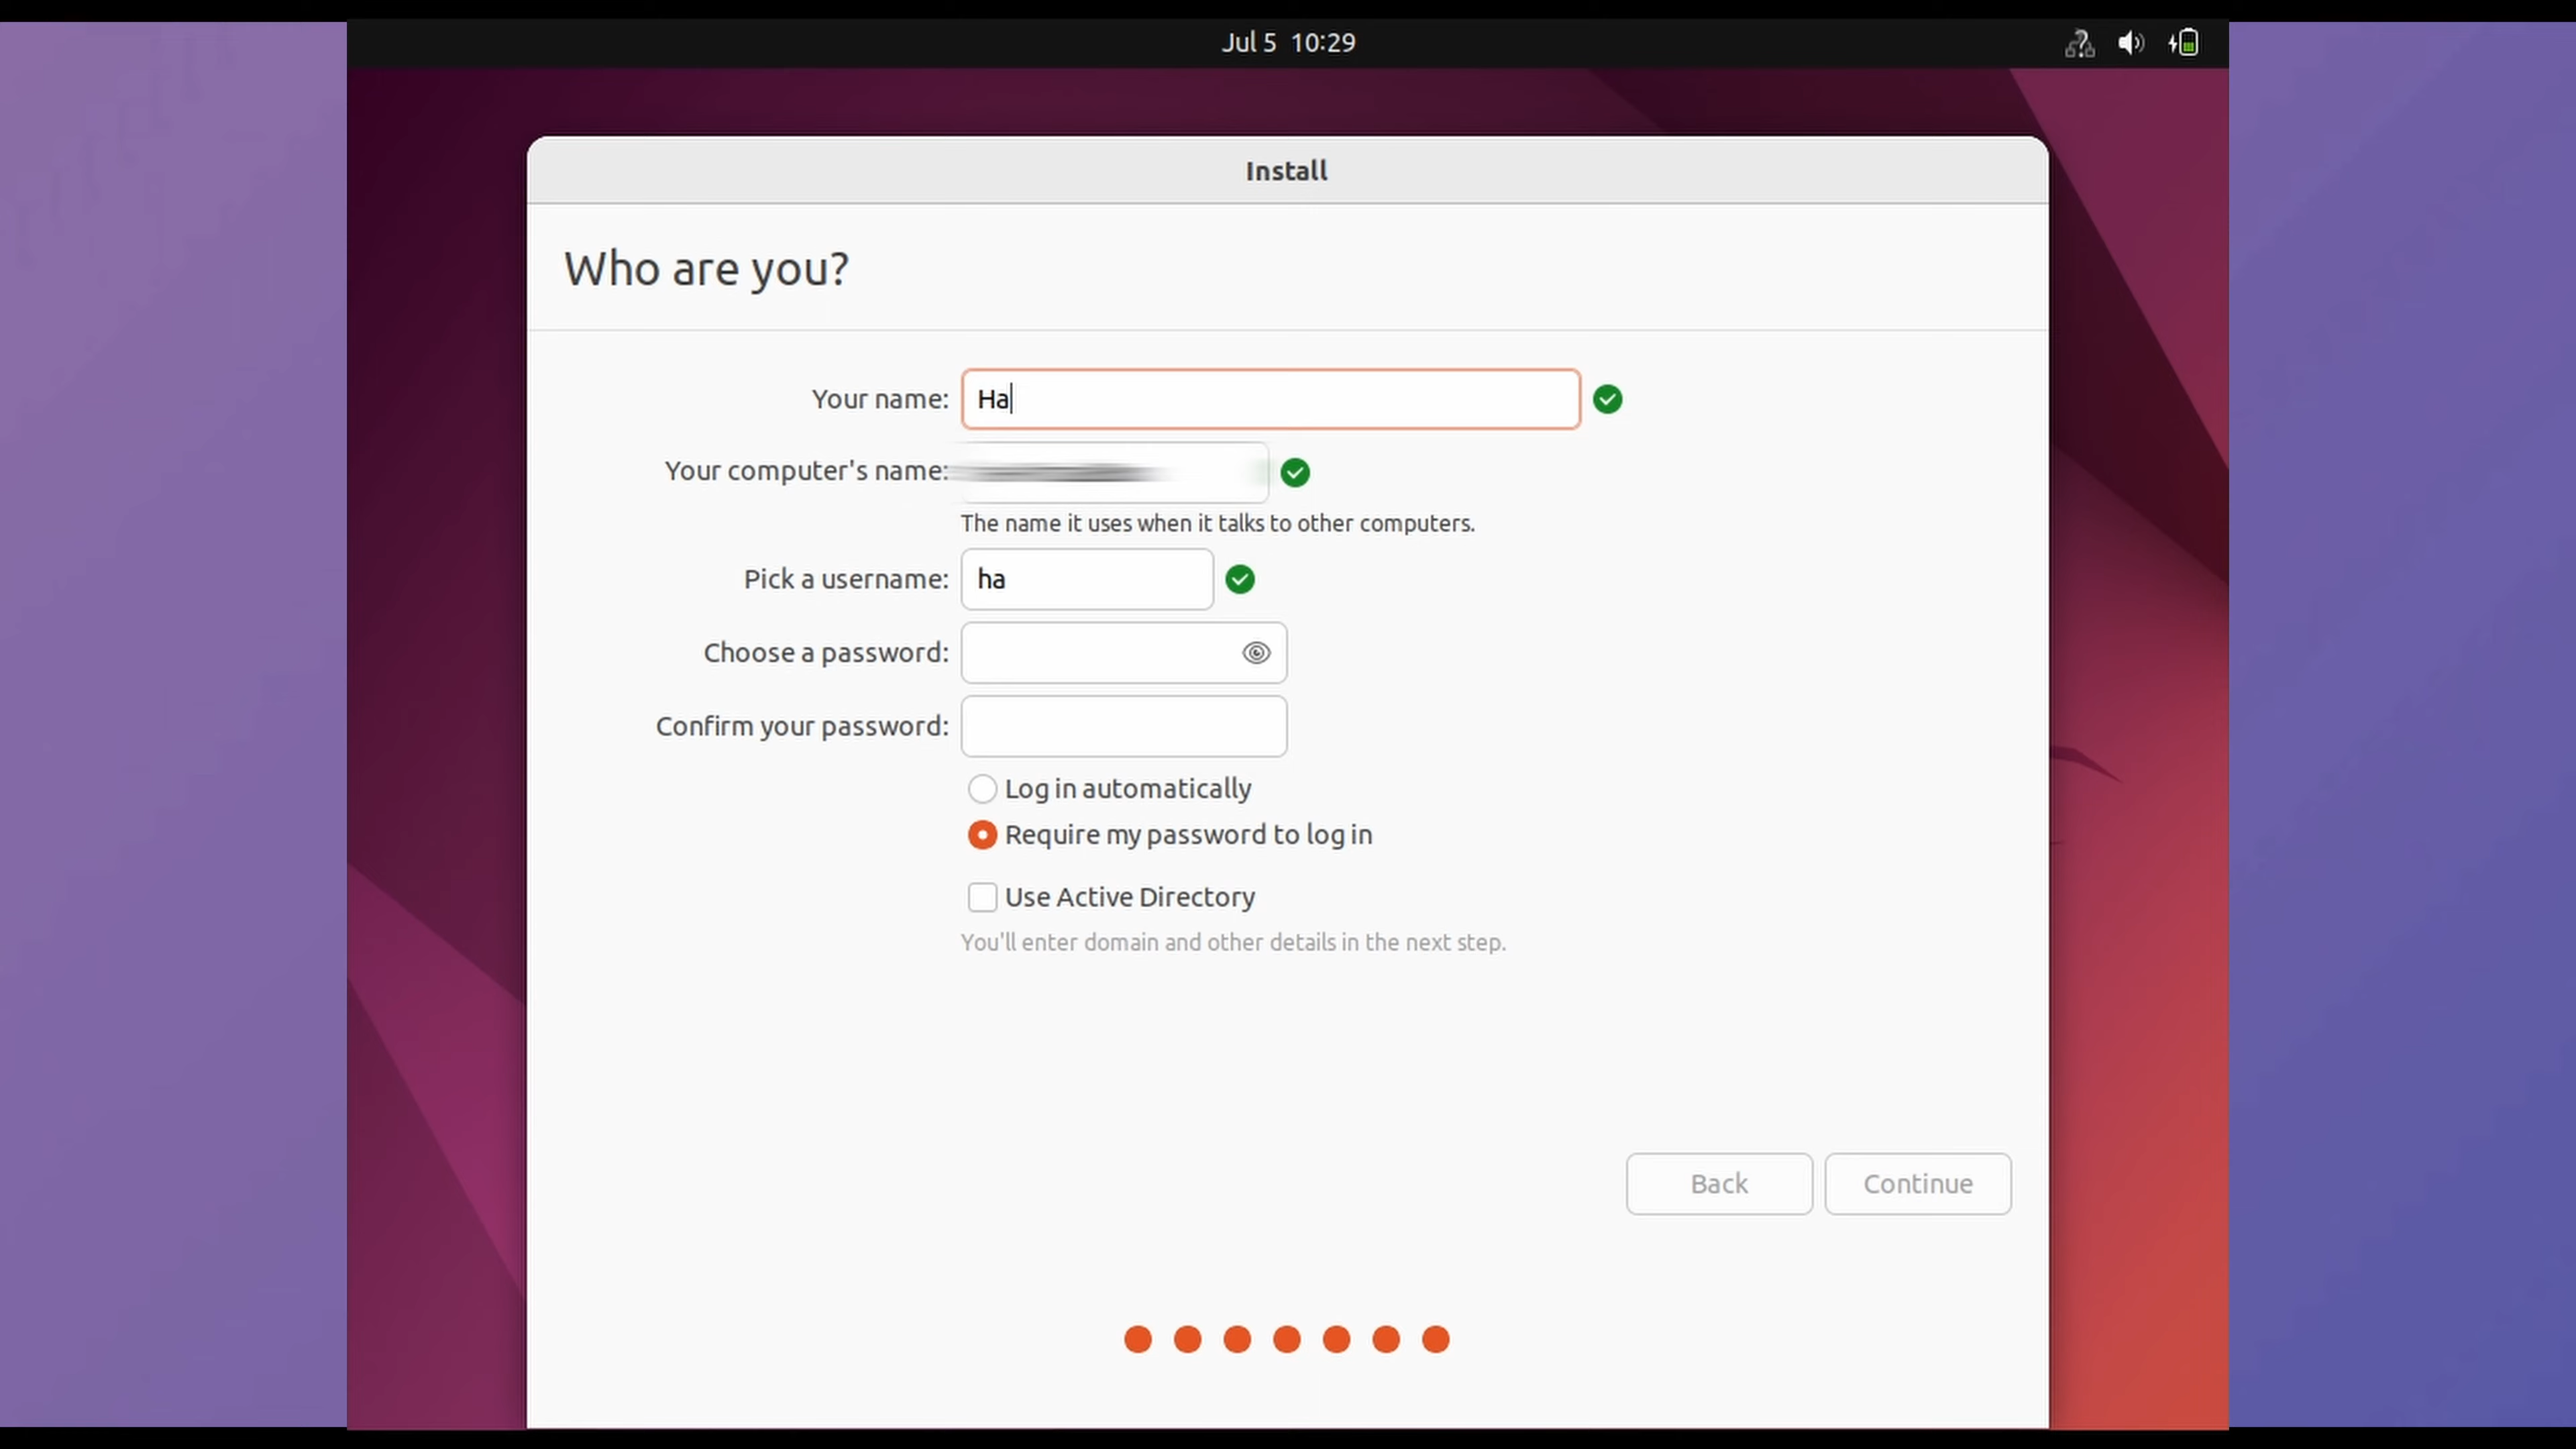 Jul 5 10:29
Install
Who are you?
Your name: Ha
Your computer's name:
The name it uses when it talks to other computers.
Pick a username: ha
Choose a password:
Confirm your password:
Log in automatically
Require my password to log in
Use Active Directory
You'll enter domain and other details in the next step.
Back Continue